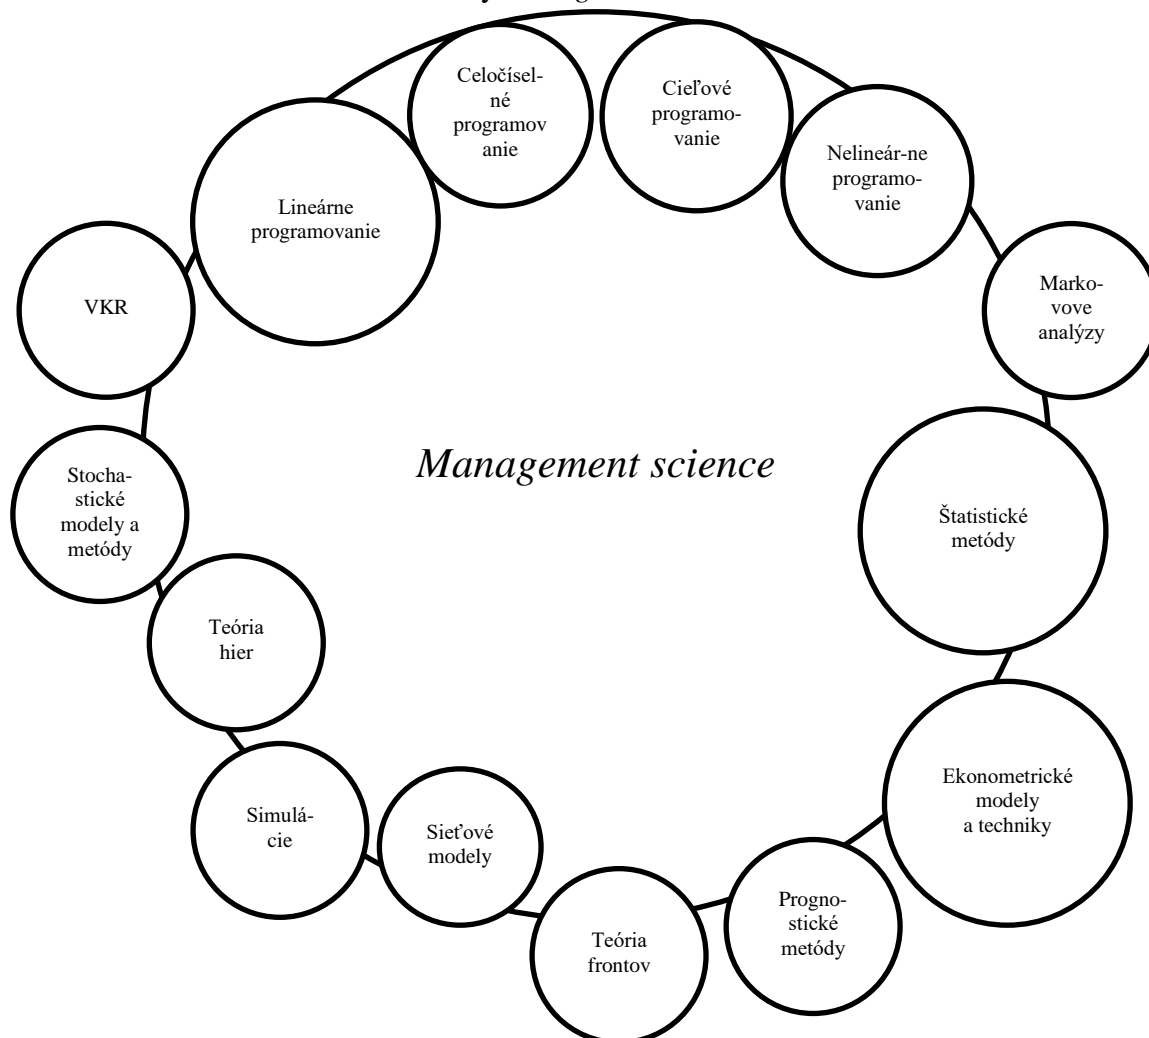 Celočísel-
né
programov
anie
Cieľové
programo-
vanie
Nelineár-ne
programo-
vanie
Lineárne
programovanie
Marko-
vove
analýzy
VKR
Management science
Stocha-
stické
modely a
metódy
Štatistické
metódy
Teória
hier
Ekonometrické
modely
a techniky
Simulá-
cie
Sieťové
modely
Progno-
stické
metódy
Teória
frontov